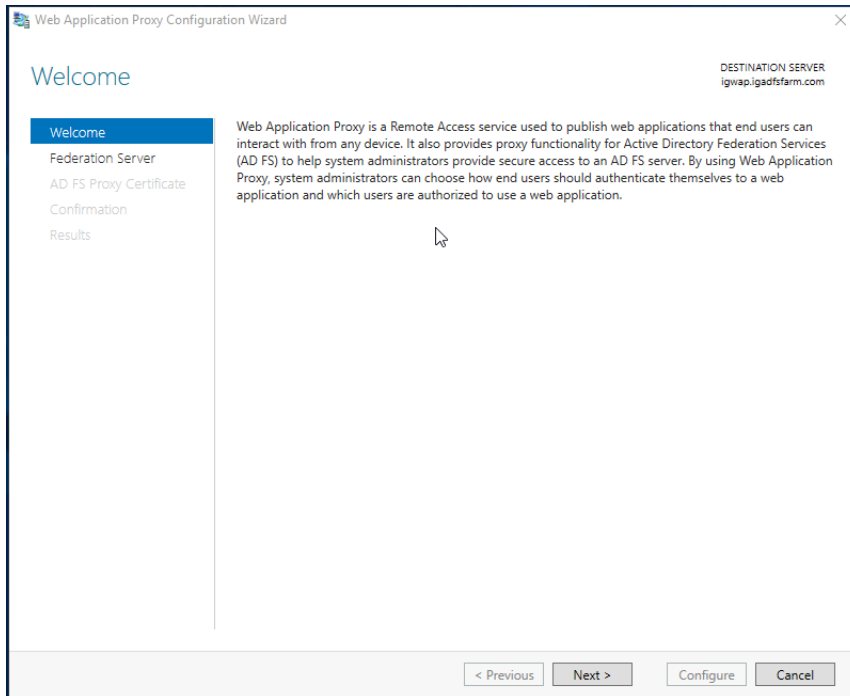 Web Application Proxy Configuration Wizard
Welcome
DESTINATION SERVER
igwap.igadfsfarm.com
Welcome
Federation Server
AD FS Proxy Certificate
Confirmation
Results
Web Application Proxy is a Remote Access service used to publish web applications that end users can
interact with from any device. It also provides proxy functionality for Active Directory Federation Services
(AD FS) to help system administrators provide secure access to an AD FS server. By using Web Application
Proxy, system administrators can choose how end users should authenticate themselves to a web
application and which users are authorized to use a web application.
< Previous
Next >
Configure
Cancel